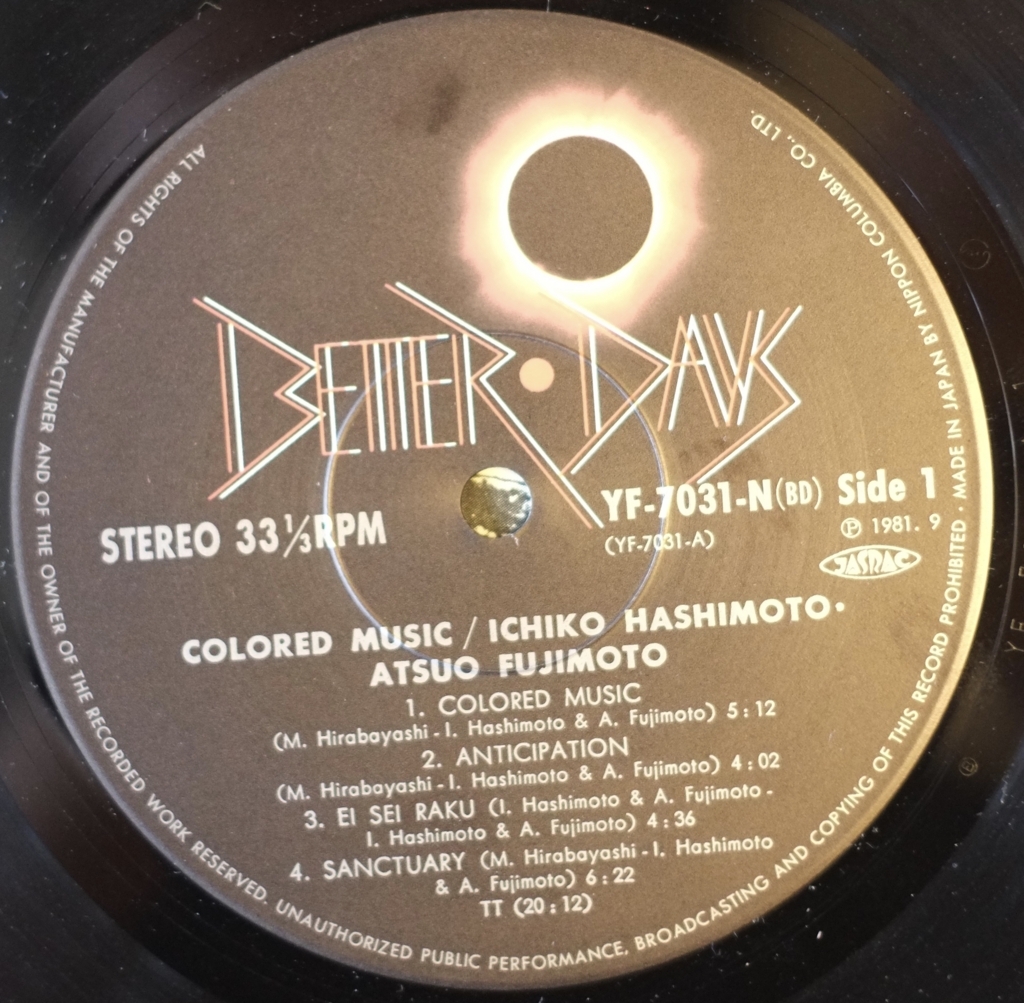 BETTER • DAYS
STEREO 33⅓RPM
YF-7031-N(BD) Side 1
(YF-7031-A)
Ⓟ 1981. 9
JASRAC
COLORED MUSIC / ICHIKO HASHIMOTO•
ATSUO FUJIMOTO
1. COLORED MUSIC
(M. Hirabayashi - I. Hashimoto & A. Fujimoto) 5 : 12
2. ANTICIPATION
(M. Hirabayashi - I. Hashimoto & A. Fujimoto) 4 : 02
3. EI SEI RAKU (I. Hashimoto & A. Fujimoto -
I. Hashimoto & A. Fujimoto) 4 : 36
4. SANCTUARY (M. Hirabayashi - I. Hashimoto
& A. Fujimoto) 6 : 22
TT (20 : 12)
ALL RIGHTS OF THE MANUFACTURER AND OF THE OWNER OF THE RECORDED WORK RESERVED. UNAUTHORIZED PUBLIC PERFORMANCE, BROADCASTING AND COPYING OF THIS RECORD PROHIBITED. MADE IN JAPAN BY NIPPON COLUMBIA CO., LTD.